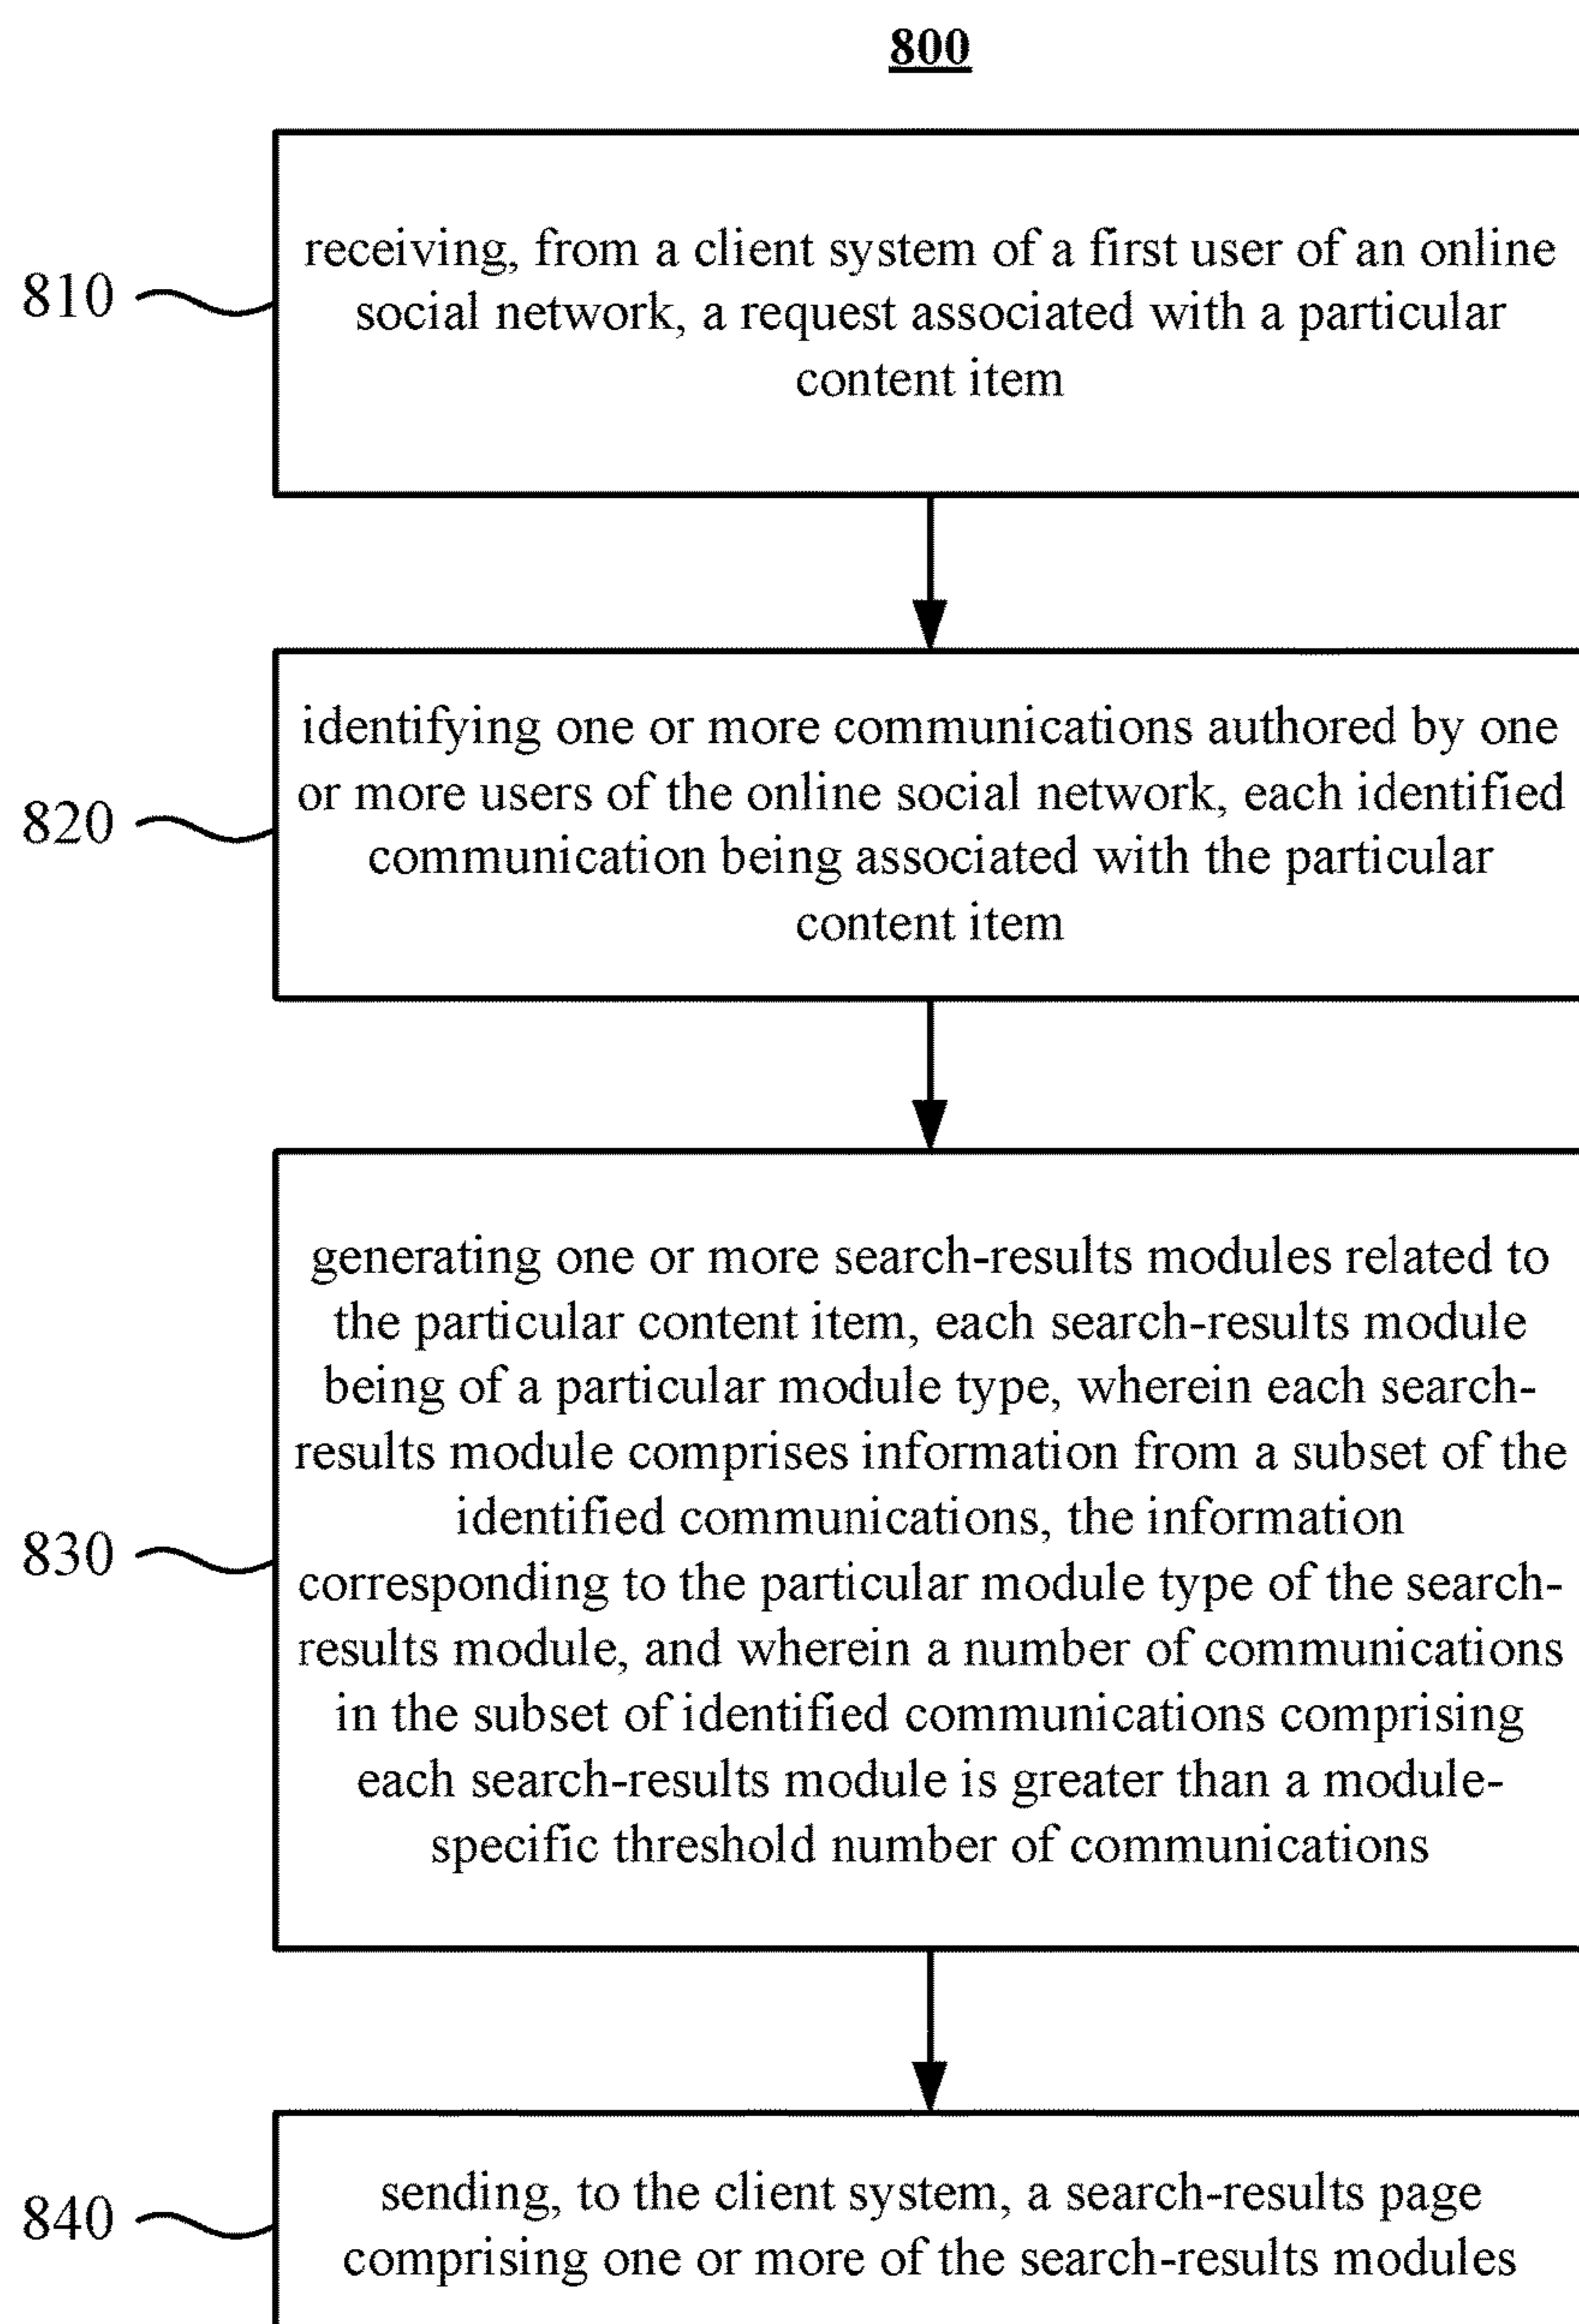 800
810
receiving, from a client system of a first user of an online
social network, a request associated with a particular
content item
820
identifying one or more communications authored by one
or more users of the online social network, each identified
communication being associated with the particular
content item
830
generating one or more search-results modules related to
the particular content item, each search-results module
being of a particular module type, wherein each search-
results module comprises information from a subset of the
identified communications, the information
corresponding to the particular module type of the search-
results module, and wherein a number of communications
in the subset of identified communications comprising
each search-results module is greater than a module-
specific threshold number of communications
840
sending, to the client system, a search-results page
comprising one or more of the search-results modules